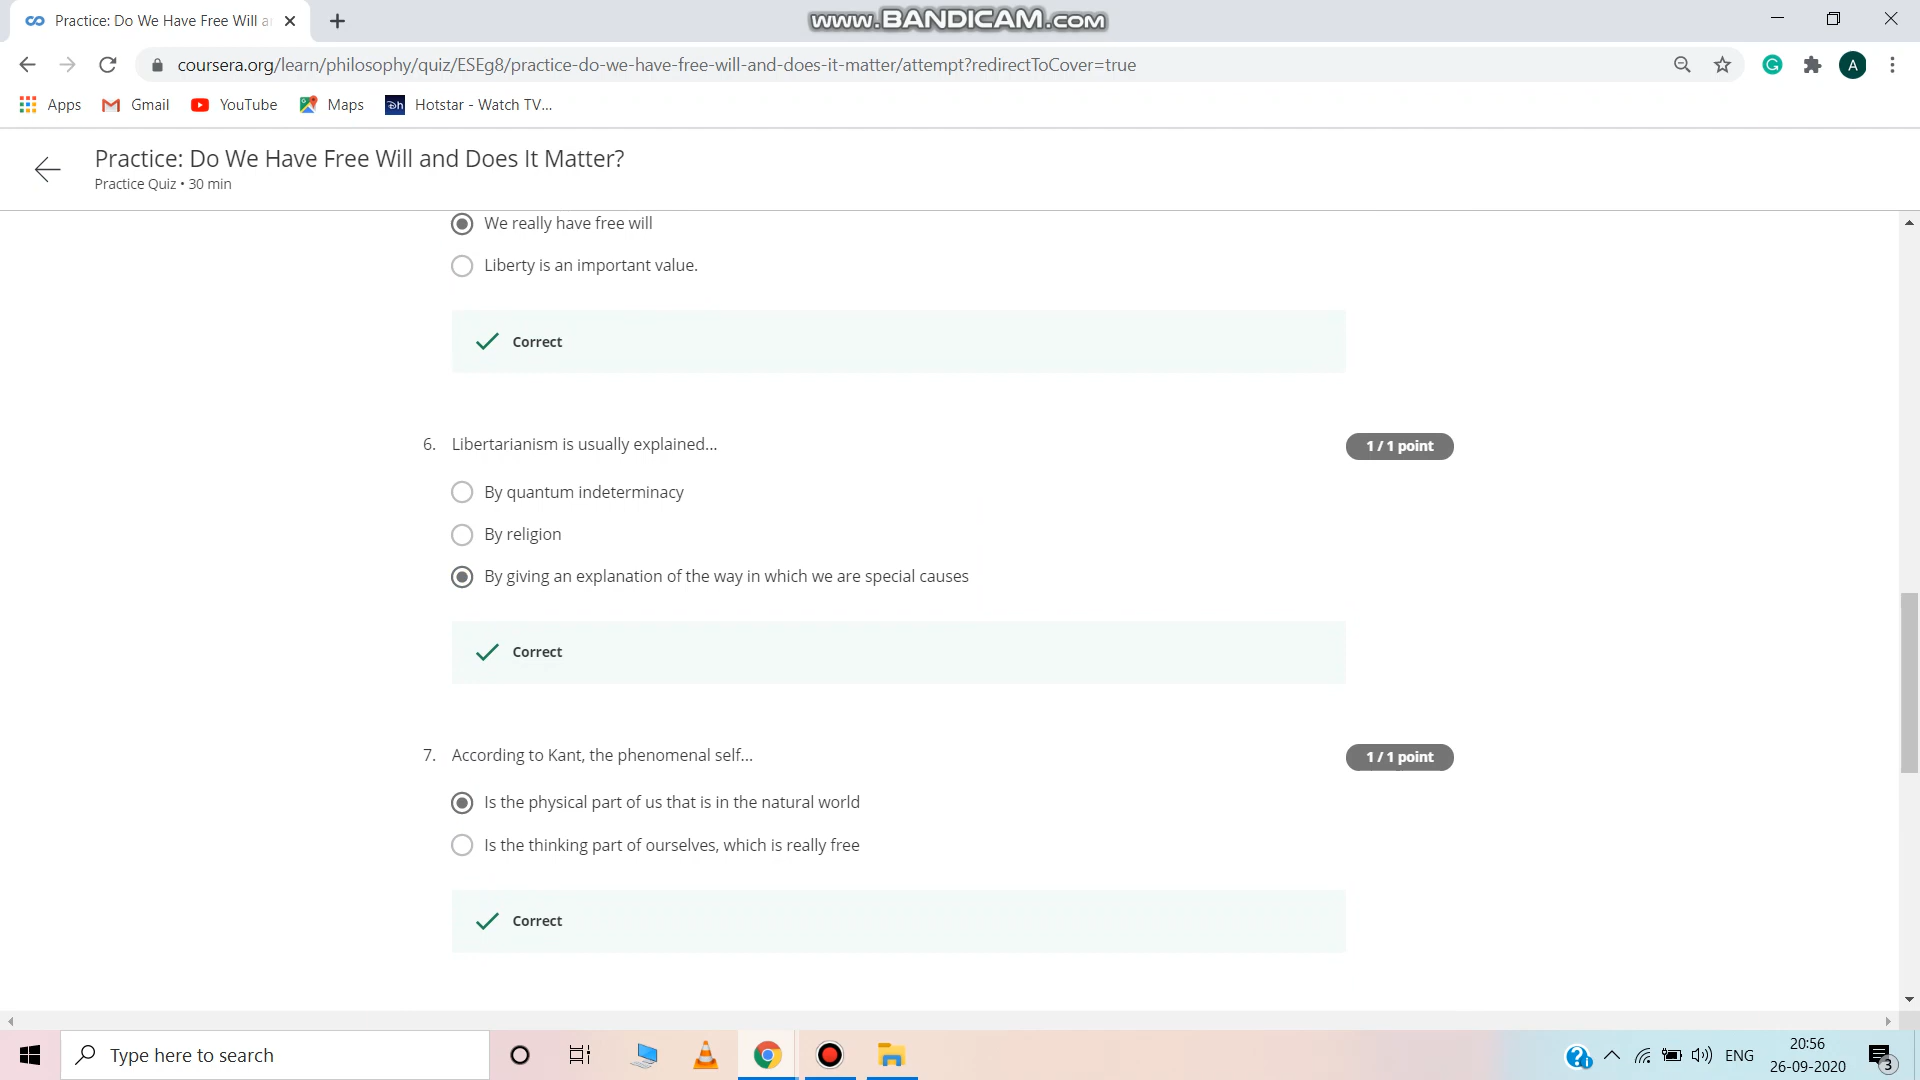 Practice: Do We Have Free Will a
www.BANDICAM.com
coursera.org/learn/philosophy/quiz/ESEg8/practice-do-we-have-free-will-and-does-it-matter/attempt?redirectToCover=true
A
Apps
Gmail
YouTube
Maps
Hotstar - Watch TV...
Practice: Do We Have Free Will and Does It Matter?
Practice Quiz • 30 min
We really have free will
Liberty is an important value.
Correct
6. Libertarianism is usually explained...
1 / 1 point
By quantum indeterminacy
By religion
By giving an explanation of the way in which we are special causes
Correct
7. According to Kant, the phenomenal self...
1 / 1 point
Is the physical part of us that is in the natural world
Is the thinking part of ourselves, which is really free
Correct
Type here to search
ENG
20:56
26-09-2020
3